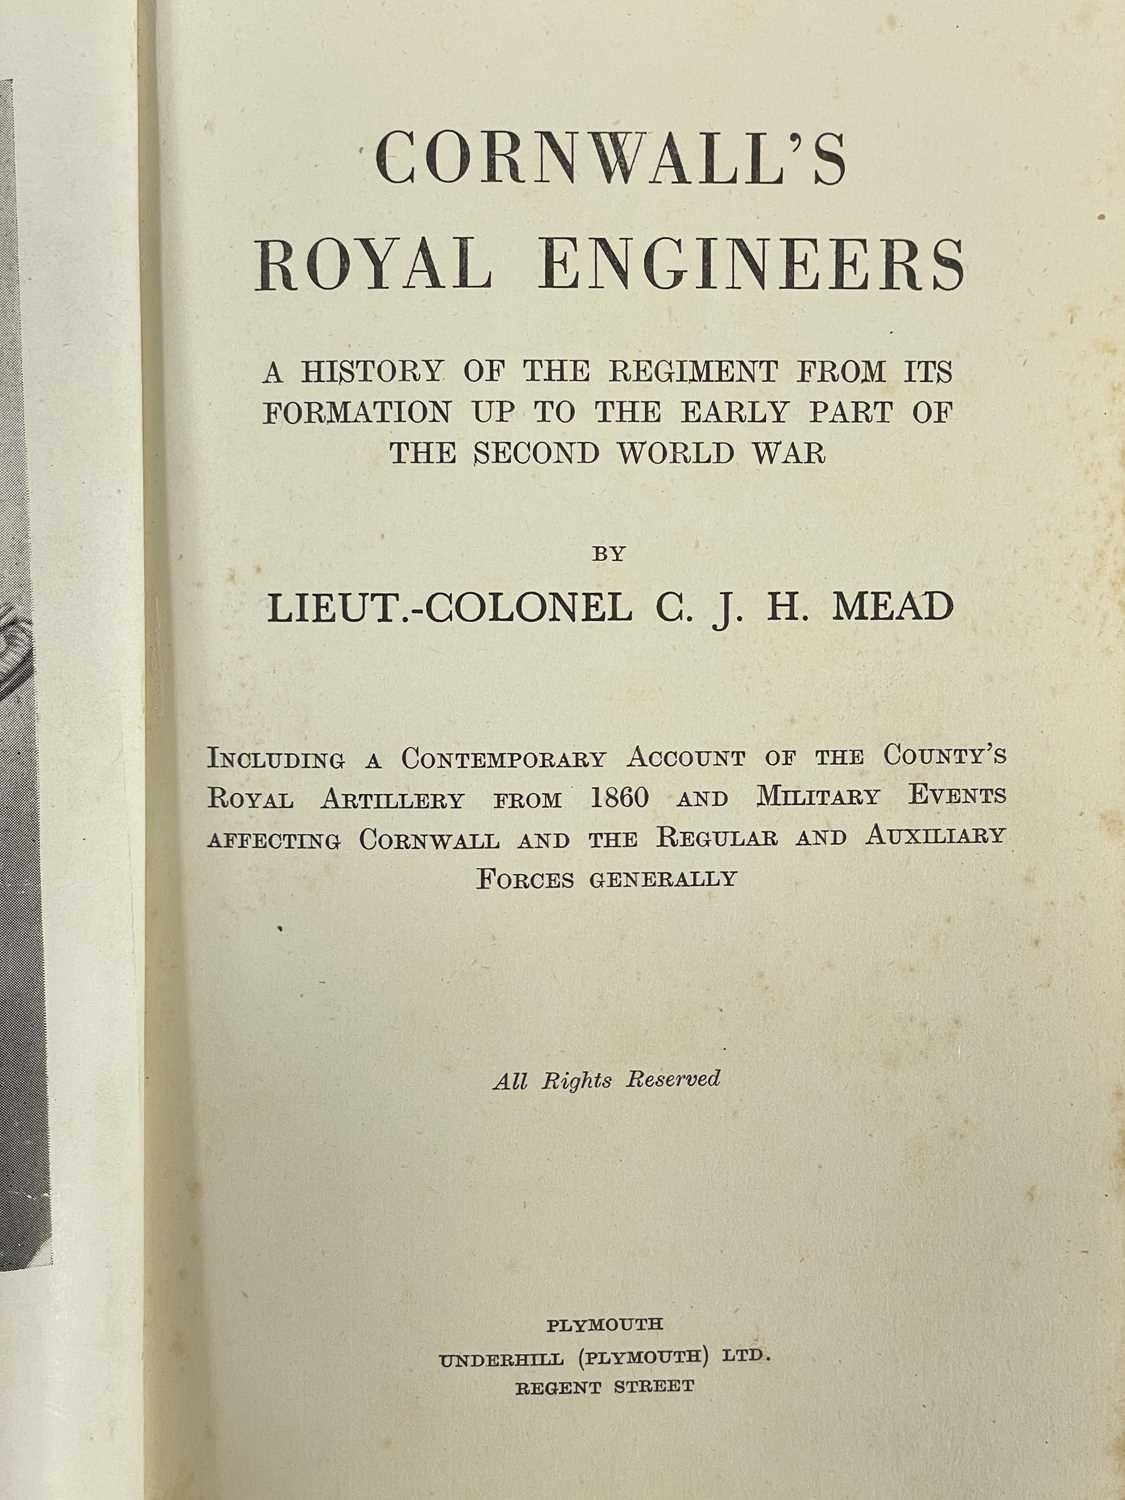 CORNWALL'S
ROYAL ENGINEERS
A HISTORY OF THE REGIMENT FROM ITS
FORMATION UP TO THE EARLY PART OF
THE SECOND WORLD WAR
BY
LIEUT.-COLONEL C. J. H. MEAD
INCLUDING A CONTEMPORARY ACCOUNT OF THE COUNTY'S
ROYAL ARTILLERY FROM 1860 AND MILITARY EVENTS
AFFECTING CORNWALL AND THE REGULAR AND AUXILIARY
FORCES GENERALLY
All Rights Reserved
PLYMOUTH
UNDERHILL (PLYMOUTH) LTD.
REGENT STREET